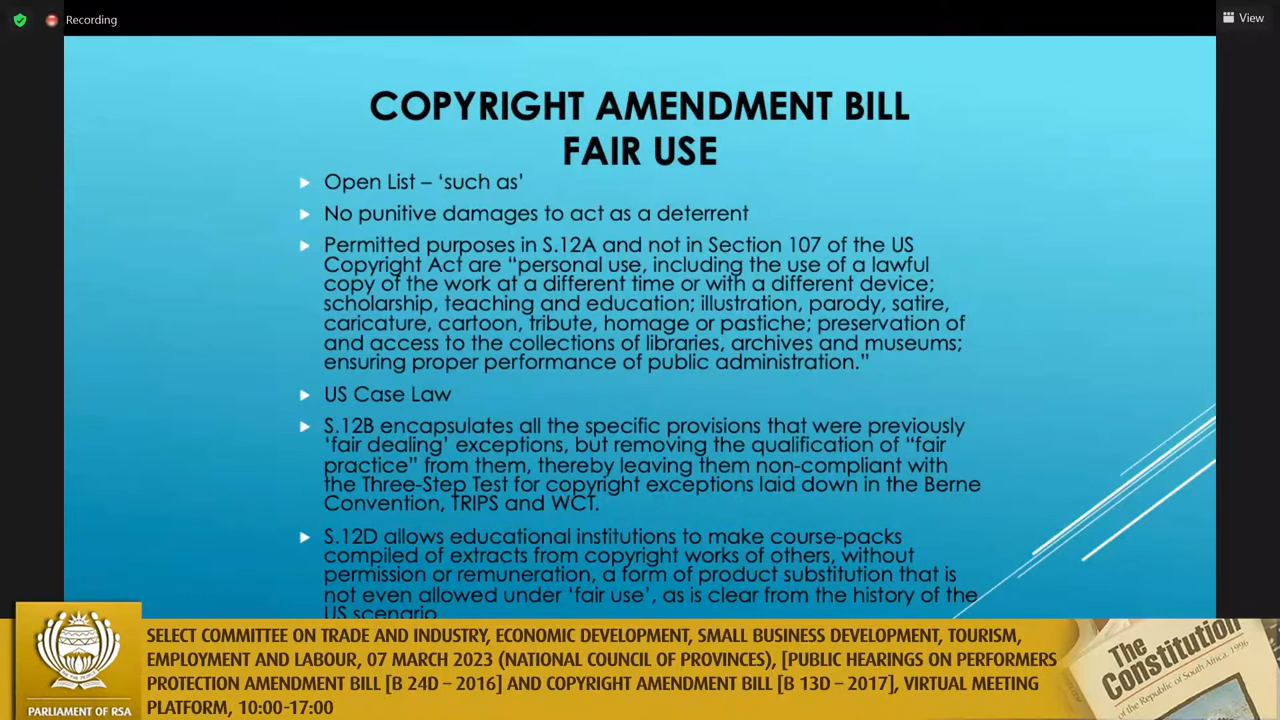 Recording
View
COPYRIGHT AMENDMENT BILL
FAIR USE
Open List – ‘such as’
No punitive damages to act as a deterrent
Permitted purposes in S.12A and not in Section 107 of the US
Copyright Act are “personal use, including the use of a lawful
copy of the work at a different time or with a different device;
scholarship, teaching and education; illustration, parody, satire,
caricature, cartoon, tribute, homage or pastiche; preservation of
and access to the collections of libraries, archives and museums;
ensuring proper performance of public administration.”
US Case Law
S.12B encapsulates all the specific provisions that were previously
‘fair dealing’ exceptions, but removing the qualification of “fair
practice” from them, thereby leaving them non-compliant with
the Three-Step Test for copyright exceptions laid down in the Berne
Convention, TRIPS and WCT.
S.12D allows educational institutions to make course-packs
compiled of extracts from copyright works of others, without
permission or remuneration, a form of product substitution that is
not even allowed under ‘fair use’, as is clear from the history of the
US scenario
SELECT COMMITTEE ON TRADE AND INDUSTRY, ECONOMIC DEVELOPMENT, SMALL BUSINESS DEVELOPMENT, TOURISM,
EMPLOYMENT AND LABOUR, 07 MARCH 2023 (NATIONAL COUNCIL OF PROVINCES), [PUBLIC HEARINGS ON PERFORMERS
PROTECTION AMENDMENT BILL [B 24D – 2016] AND COPYRIGHT AMENDMENT BILL [B 13D – 2017], VIRTUAL MEETING
PLATFORM, 10:00-17:00
PARLIAMENT OF RSA
The
Constitution
of the Republic of South Africa, 1996